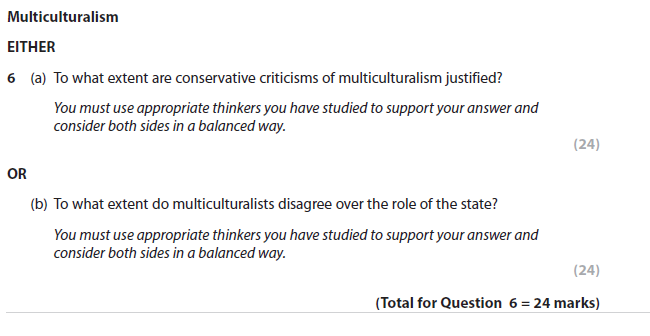 Multiculturalism
EITHER
6 (a) To what extent are conservative criticisms of multiculturalism justified?
You must use appropriate thinkers you have studied to support your answer and
consider both sides in a balanced way.
(24)
OR
(b) To what extent do multiculturalists disagree over the role of the state?
You must use appropriate thinkers you have studied to support your answer and
consider both sides in a balanced way.
(24)
(Total for Question 6 = 24 marks)